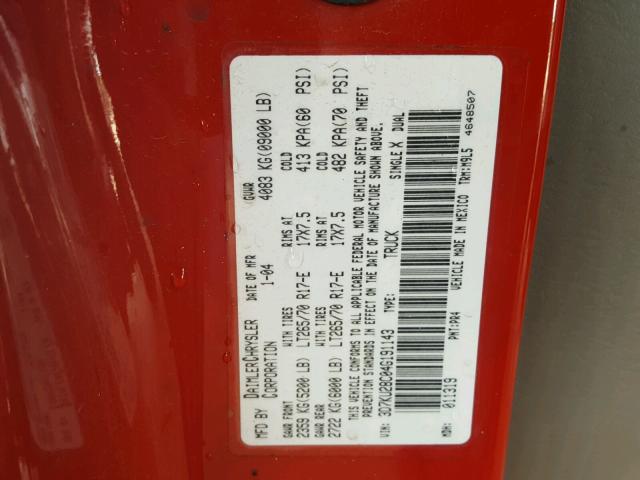 MFD BY DAIMLERCHRYSLER CORPORATION DATE OF MFR 1-04 GVWR 4083 KG(09000 LB)
GAWR FRONT WITH TIRES RIMS AT COLD
2359 KG(5200 LB) LT265/70 R17-E 17X7.5 413 KPA(60 PSI)
GAWR REAR WITH TIRES RIMS AT COLD
2722 KG(6000 LB) LT265/70 R17-E 17X7.5 482 KPA(70 PSI)
THIS VEHICLE CONFORMS TO ALL APPLICABLE FEDERAL MOTOR VEHICLE SAFETY AND THEFT
PREVENTION STANDARDS IN EFFECT ON THE DATE OF MANUFACTURE SHOWN ABOVE.
VIN: 3D7KU28C04G191143 TYPE: TRUCK SINGLE X DUAL
MDH: 011319 PNT: PR4 VEHICLE MADE IN MEXICO TRM: M9L5
4648507